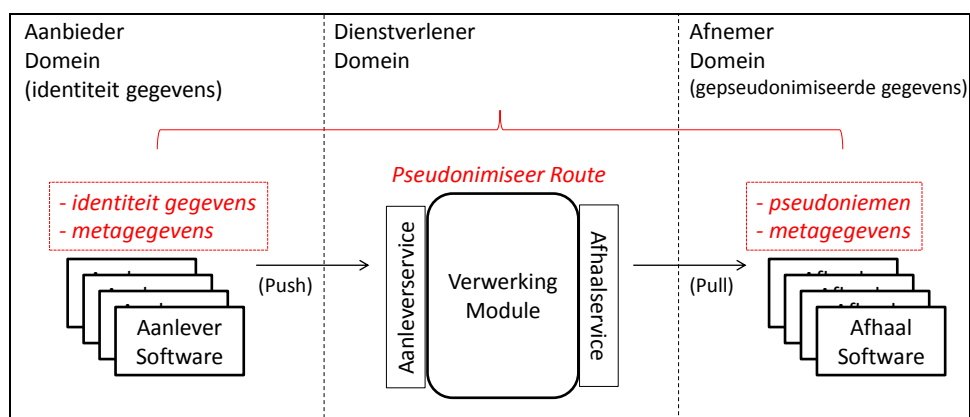 Aanbieder
Domein
(identiteit gegevens)
Dienstverlener
Domein
Afnemer
Domein
(gepseudonimiseerde gegevens)
Pseudonimiseer Route
- identiteit gegevens
- metagegevens
Aanlever
Software
(Push)
Aanleverservice
Verwerking
Module
Afhaalservice
(Pull)
- pseudoniemen
- metagegevens
Afhaal
Software